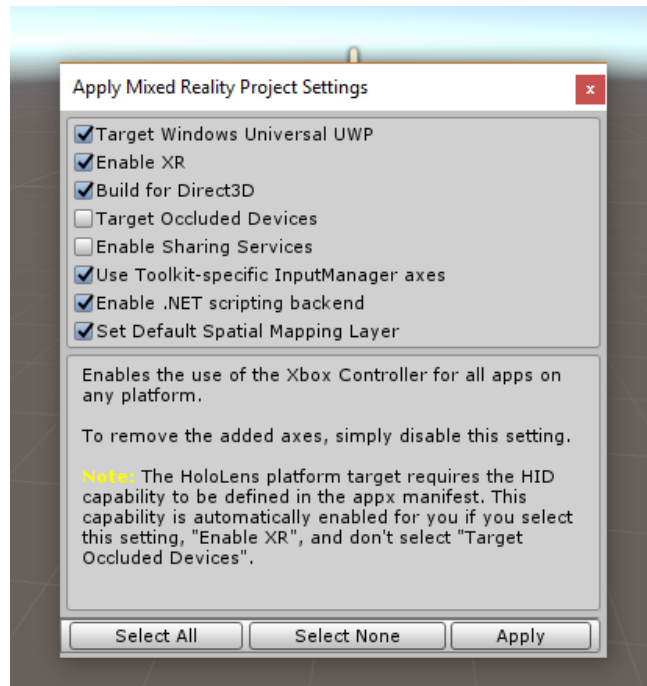 Apply Mixed Reality Project Settings
x
Target Windows Universal UWP
Enable XR
Build for Direct3D
Target Occluded Devices
Enable Sharing Services
Use Toolkit-specific InputManager axes
Enable .NET scripting backend
Set Default Spatial Mapping Layer
Enables the use of the Xbox Controller for all apps on
any platform.
To remove the added axes, simply disable this setting.
Note: The HoloLens platform target requires the HID
capability to be defined in the appx manifest. This
capability is automatically enabled for you if you select
this setting, "Enable XR", and don't select "Target
Occluded Devices".
Select All
Select None
Apply